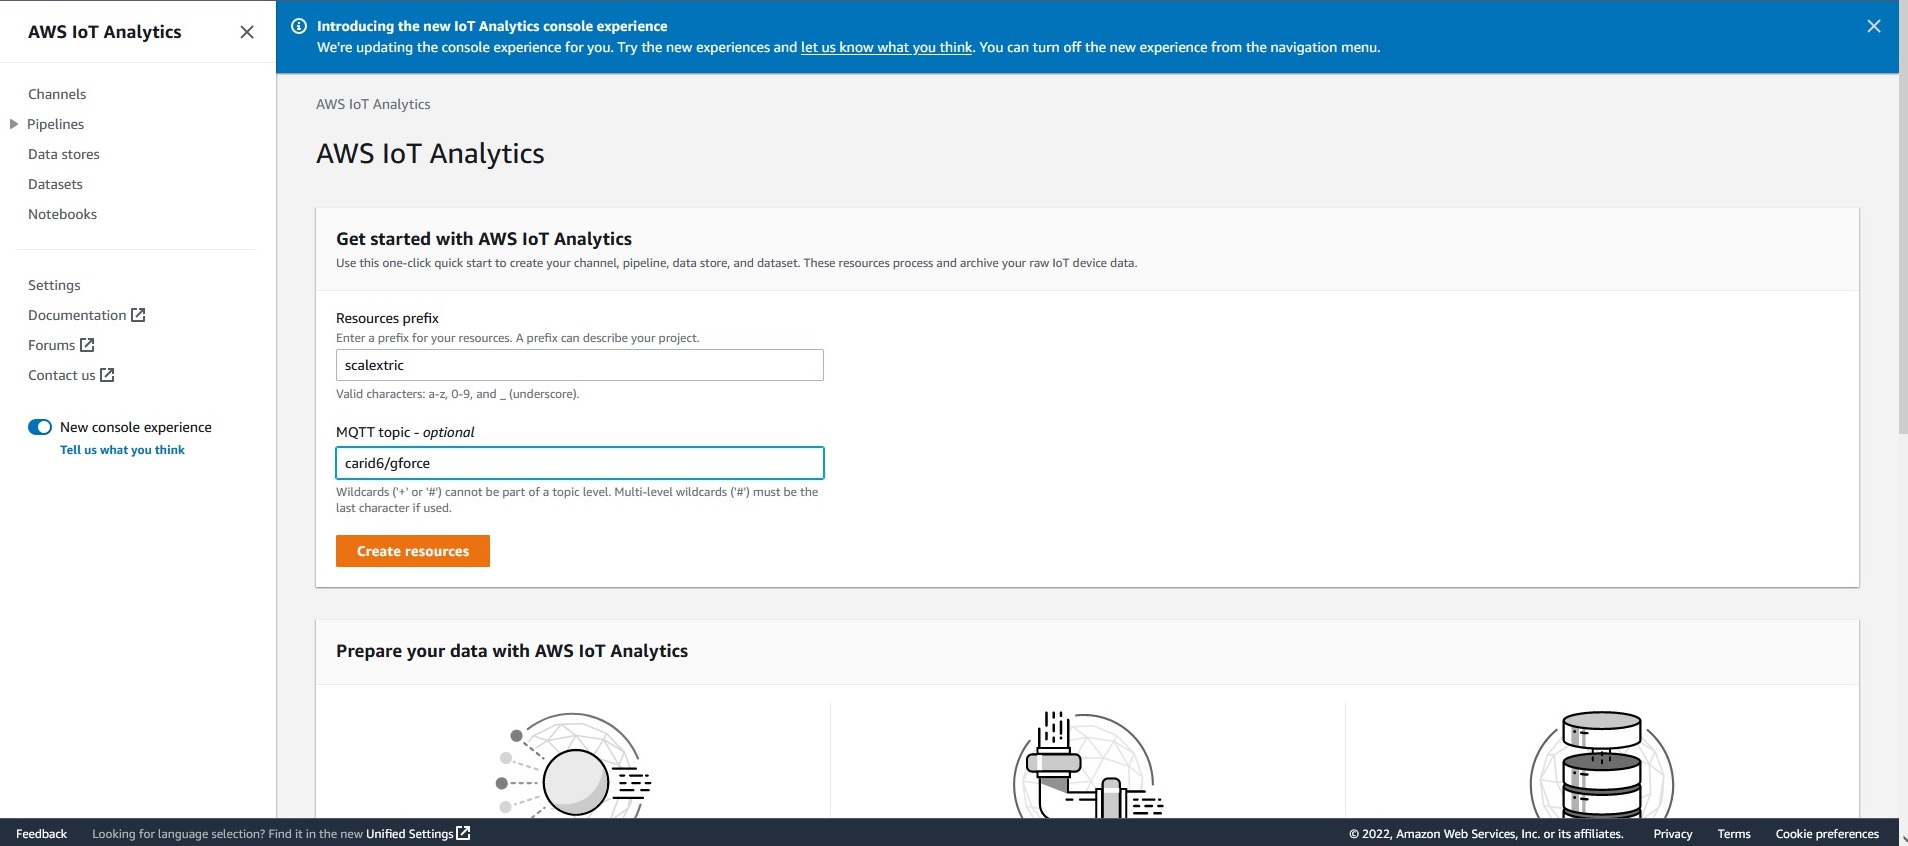 AWS IoT Analytics
Channels
Pipelines
Data stores
Datasets
Notebooks
Settings
Documentation
Forums
Contact us
New console experience
Tell us what you think
Introducing the new IoT Analytics console experience
We're updating the console experience for you. Try the new experiences and let us know what you think. You can turn off the new experience from the navigation menu.
AWS IoT Analytics
AWS IoT Analytics
Get started with AWS IoT Analytics
Use this one-click quick start to create your channel, pipeline, data store, and dataset. These resources process and archive your raw IoT device data.
Resources prefix
Enter a prefix for your resources. A prefix can describe your project.
scalextric
Valid characters: a-z, 0-9, and _ (underscore).
MQTT topic - optional
carid6/gforce
Wildcards ('+' or '#') cannot be part of a topic level. Multi-level wildcards ('#') must be the
last character if used.
Create resources
Prepare your data with AWS IoT Analytics
Feedback
Looking for language selection? Find it in the new Unified Settings
© 2022, Amazon Web Services, Inc. or its affiliates.
Privacy
Terms
Cookie preferences